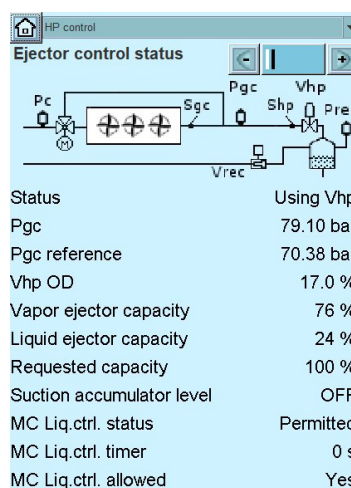 HP control
Ejector control status
Pgc Vhp
Pc Sgc Shp Pre
M
Vrec
Status Using Vhp
Pgc 79.10 ba
Pgc reference 70.38 ba
Vhp OD 17.0 %
Vapor ejector capacity 76 %
Liquid ejector capacity 24 %
Requested capacity 100 %
Suction accumulator level OFF
MC Liq.ctrl. status Permitted
MC Liq.ctrl. timer 0 s
MC Liq.ctrl. allowed Yes